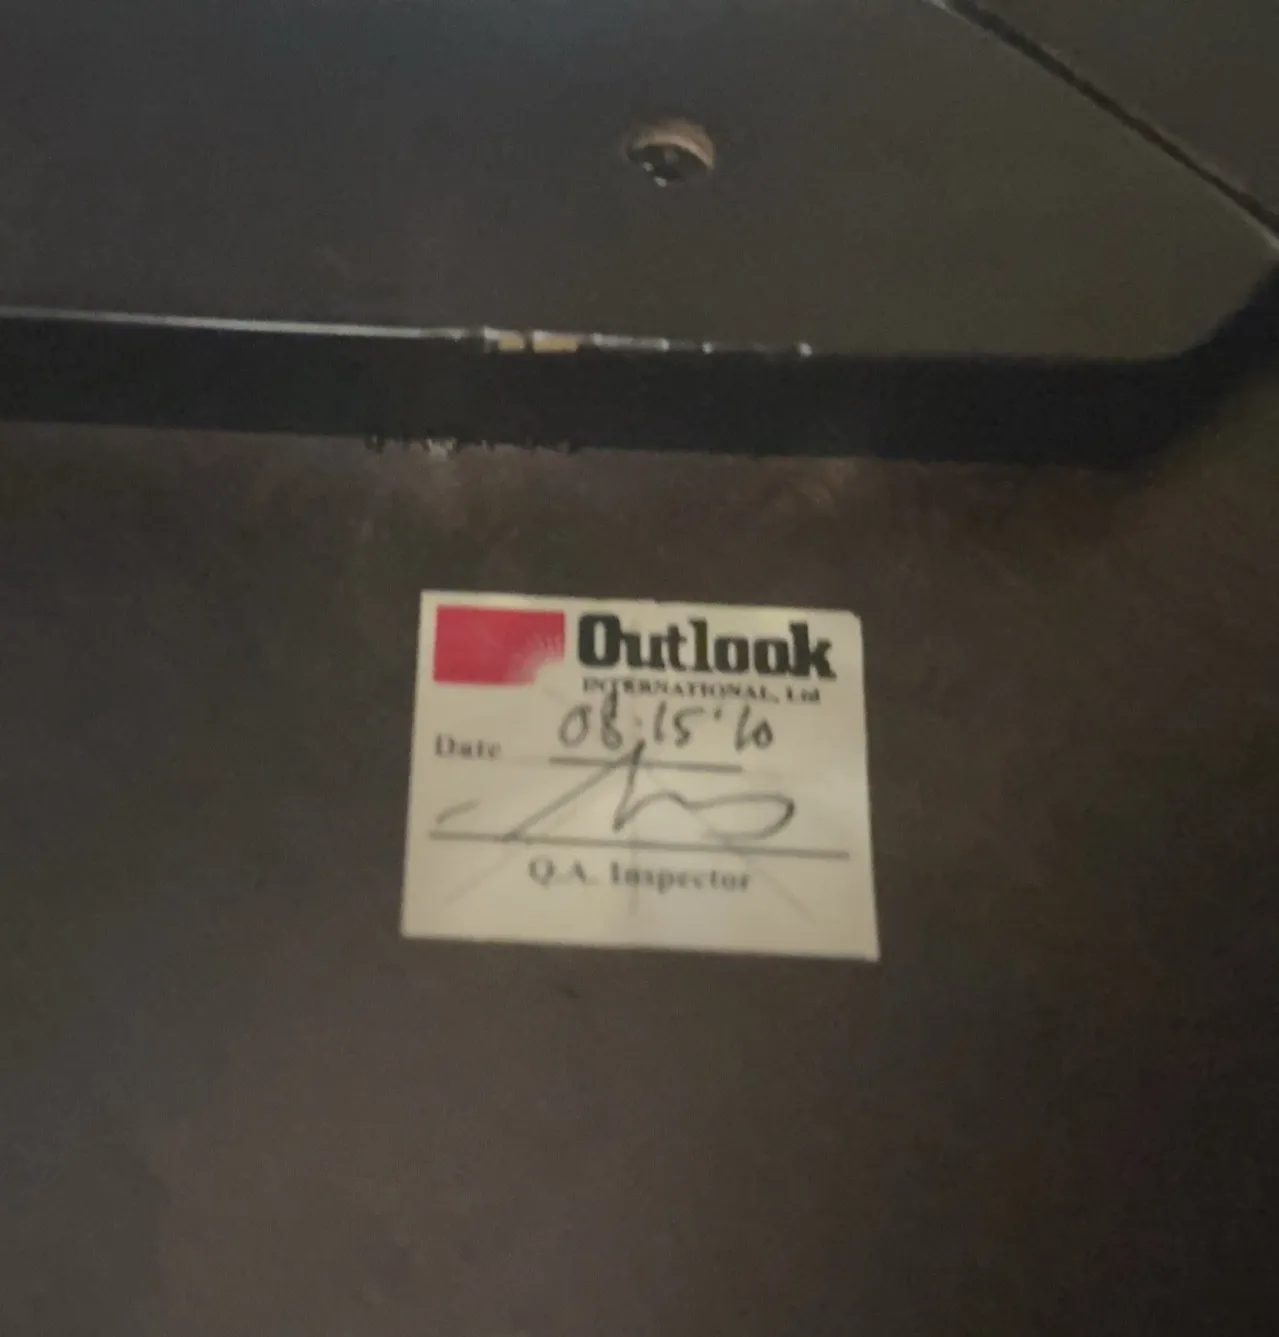 Outlook
INTERNATIONAL, Ltd
Date 08.15'10
Q.A. Inspector